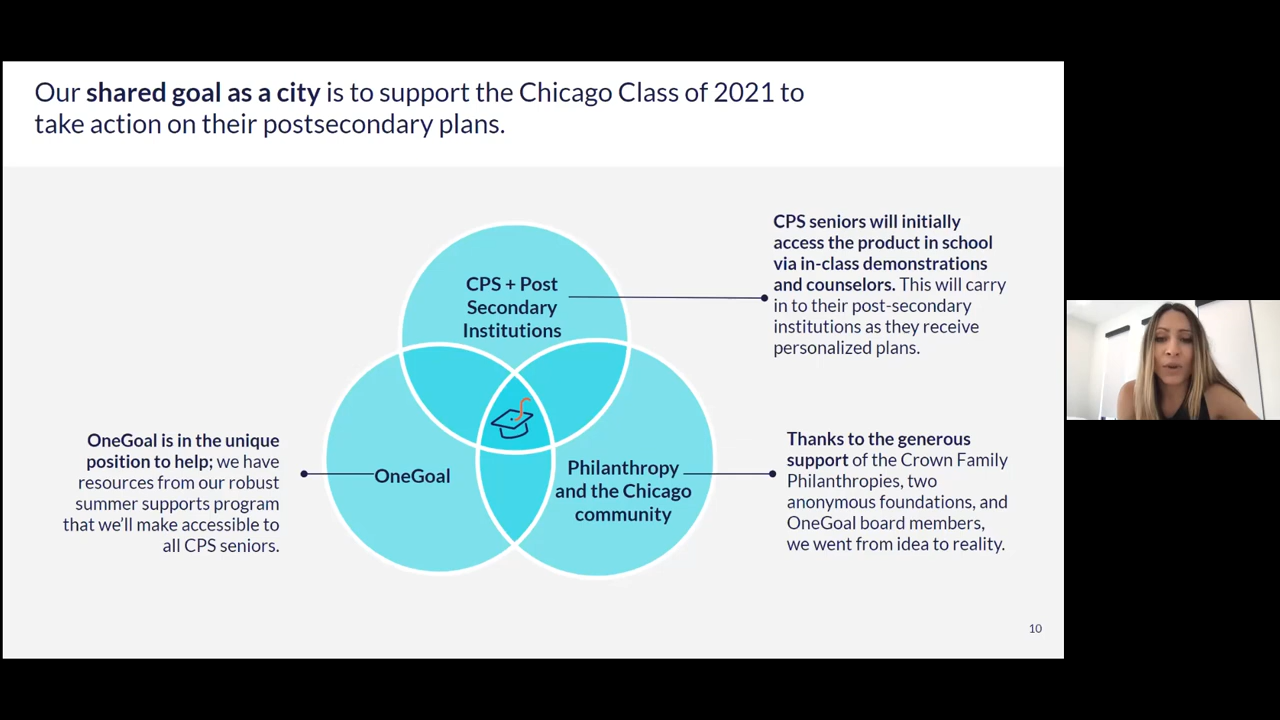 Our shared goal as a city is to support the Chicago Class of 2021 to
take action on their postsecondary plans.
CPS + Post
Secondary
Institutions
CPS seniors will initially
access the product in school
via in-class demonstrations
and counselors. This will carry
in to their post-secondary
institutions as they receive
personalized plans.
OneGoal is in the unique
position to help; we have
resources from our robust
summer supports program
that we'll make accessible to
all CPS seniors.
OneGoal
Philanthropy
and the Chicago
community
Thanks to the generous
support of the Crown Family
Philanthropies, two
anonymous foundations, and
OneGoal board members,
we went from idea to reality.
10